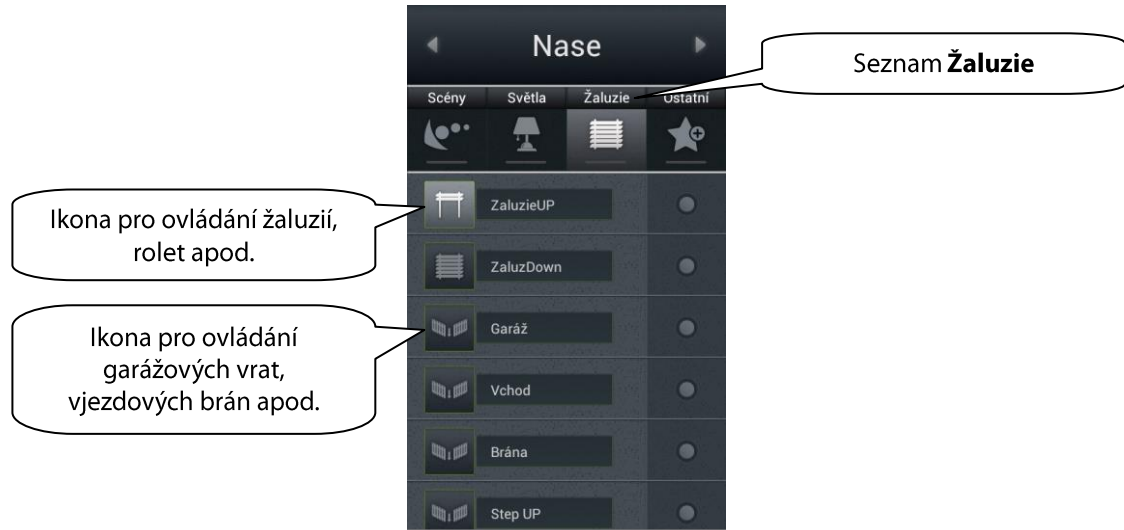 Nase
Seznam Žaluzie
Scény Světla Žaluzie Ostatní
Ikona pro ovládání žaluzií,
rolet apod.
ZaluzieUP
ZaluzDown
Ikona pro ovládání
garážových vrat,
vjezdových brán apod.
Garáž
Vchod
Brána
Step UP